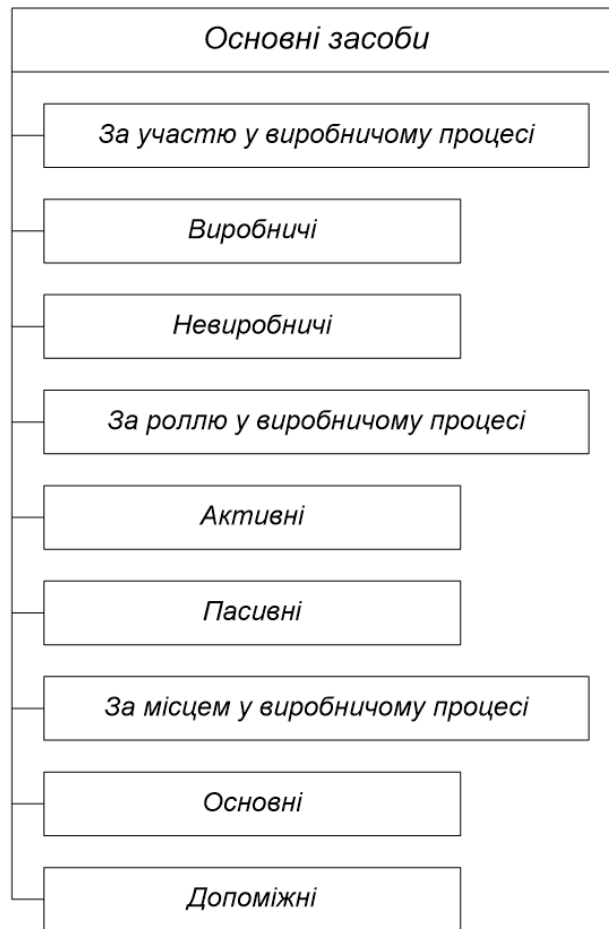 Основні засоби
За участю у виробничому процесі
Виробничі
Невиробничі
За роллю у виробничому процесі
Активні
Пасивні
За місцем у виробничому процесі
Основні
Допоміжні